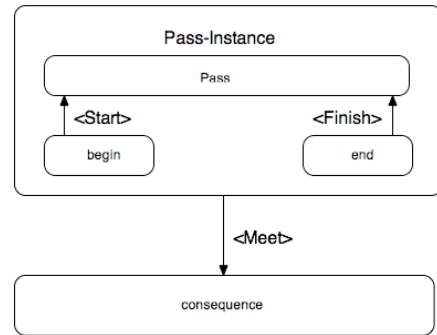 Pass-Instance
Pass
<Start>
<Finish>
begin
end
<Meet>
consequence